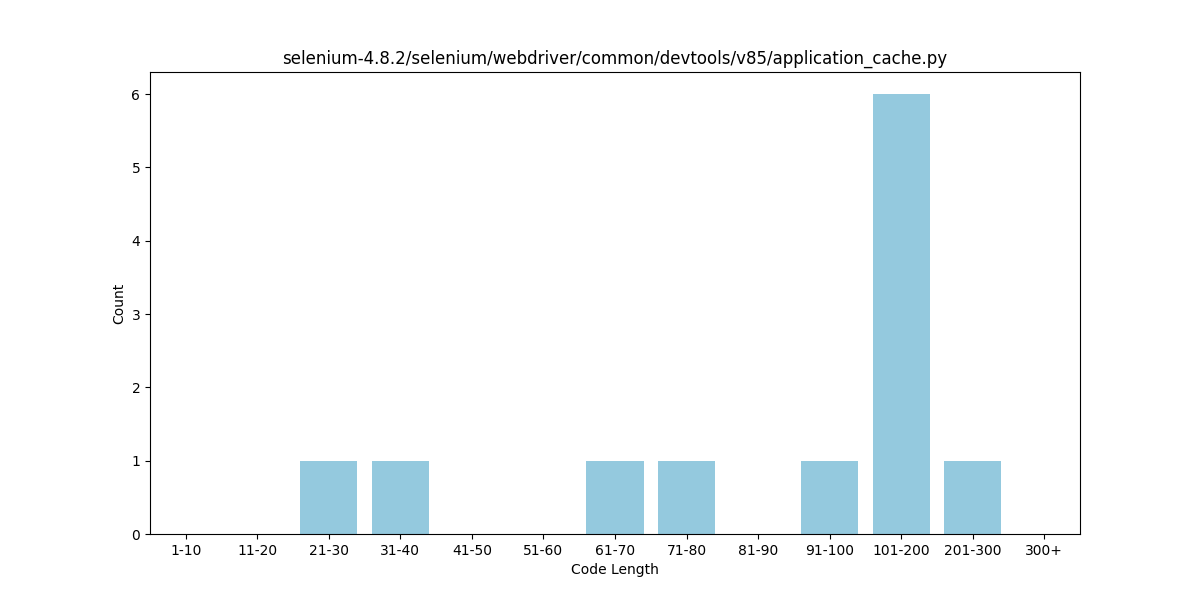 selenium-4.8.2/selenium/webdriver/common/devtools/v85/application_cache.py
6
5
4
3
2
1
0
Count
1-10 11-20 21-30 31-40 41-50 51-60 61-70 71-80 81-90 91-100 101-200 201-300 300+
Code Length